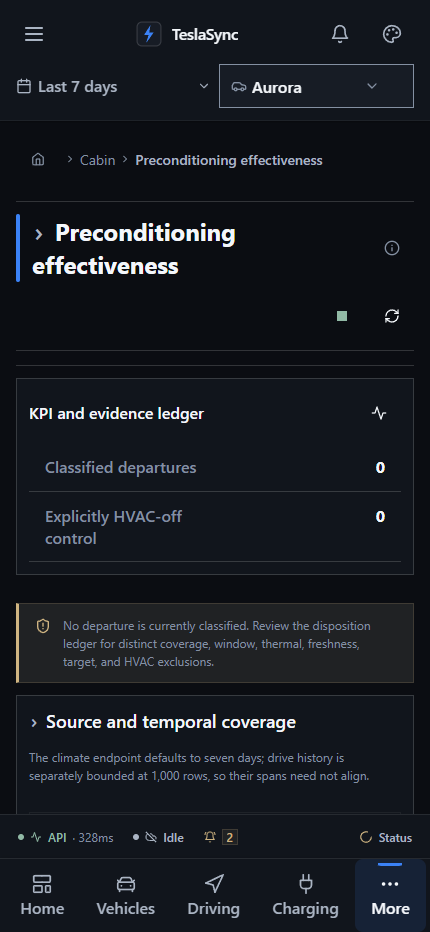 TeslaSync
Last 7 days
Aurora
Cabin
Preconditioning effectiveness
Preconditioning
effectiveness
KPI and evidence ledger
Classified departures 0
Explicitly HVAC-off 0
control
No departure is currently classified. Review the disposition
ledger for distinct coverage, window, thermal, freshness,
target, and HVAC exclusions.
Source and temporal coverage
The climate endpoint defaults to seven days; drive history is
separately bounded at 1,000 rows, so their spans need not align.
API · 328ms Idle 2 Status
Home Vehicles Driving Charging More